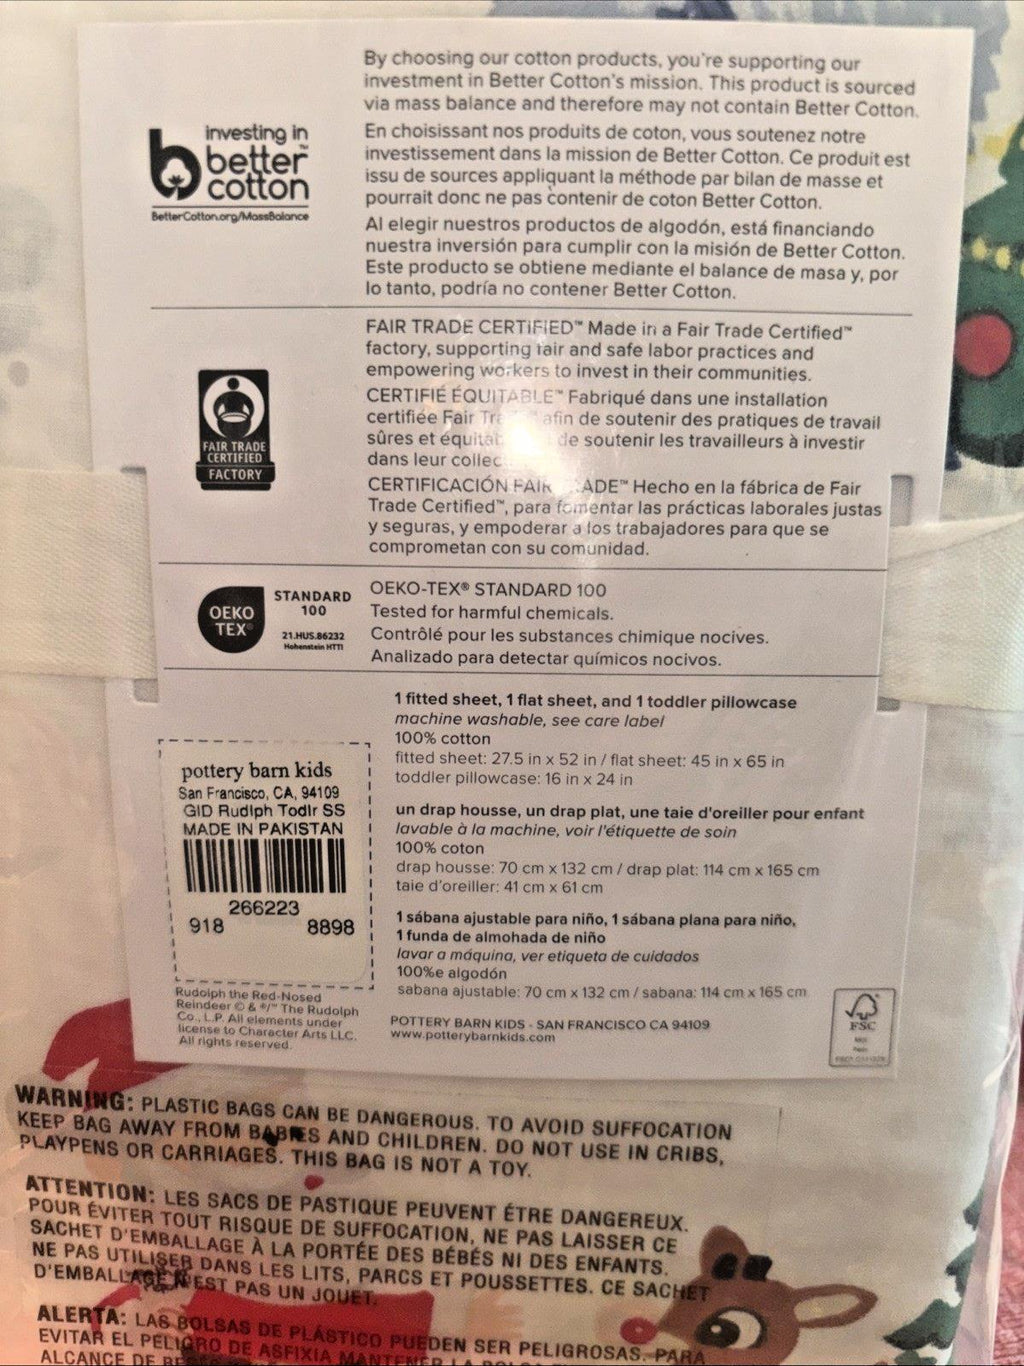 By choosing our cotton products, you're supporting our
investment in Better Cotton's mission. This product is sourced
via mass balance and therefore may not contain Better Cotton.
investing in
better™
cotton
BetterCotton.org/MassBalance
En choisissant nos produits de coton, vous soutenez notre
investissement dans la mission de Better Cotton. Ce produit est
issu de sources appliquant la méthode par bilan de masse et
pourrait donc ne pas contenir de coton Better Cotton.
Al elegir nuestros productos de algodón, está financiando
nuestra inversión para cumplir con la misión de Better Cotton.
Este producto se obtiene mediante el balance de masa y, por
lo tanto, podría no contener Better Cotton.
FAIR TRADE CERTIFIED™ Made in a Fair Trade Certified™
factory, supporting fair and safe labor practices and
empowering workers to invest in their communities.
FAIR TRADE
CERTIFIED
FACTORY
CERTIFIÉ ÉQUITABLE™ Fabriqué dans une installation
certifiée Fair afin de soutenir des pratiques de travail
sûres et de soutenir les travailleurs à investir
dans leur
CERTIFICACIÓN FAIR TRADE™ Hecho en la fábrica de Fair
Trade Certified™, para fomentar las prácticas laborales justas
y seguras, y empoderar a los trabajadores para que se
comprometan con su comunidad.
OEKO
TEX®
STANDARD
100
21.HUS.86232
Hohenstein HTTI
OEKO-TEX® STANDARD 100
Tested for harmful chemicals.
Contrôlé pour les substances chimique nocives.
Analizado para detectar químicos nocivos.
1 fitted sheet, 1 flat sheet, and 1 toddler pillowcase
machine washable, see care label
100% cotton
fitted sheet: 27.5 in x 52 in / flat sheet: 45 in x 65 in
toddler pillowcase: 16 in x 24 in
un drap housse, un drap plat, une taie d'oreiller pour enfant
lavable à la machine, voir l'étiquette de soin
100% coton
drap housse: 70 cm x 132 cm / drap plat: 114 cm x 165 cm
taie d'oreiller: 41 cm x 61 cm
1 sábana ajustable para niño, 1 sábana plana para niño,
1 funda de almohada de niño
lavar a máquina, ver etiqueta de cuidados
100%e algodón
sabana ajustable: 70 cm x 132 cm / sabana: 114 cm x 165 cm
pottery barn kids
San Francisco, CA, 94109
GID Rudlph Todlr SS
MADE IN PAKISTAN
266223
918 8898
Rudolph the Red-Nosed
Reindeer © & ®/™ The Rudolph
Co., L.P. All elements under
license to Character Arts LLC.
All rights reserved.
POTTERY BARN KIDS - SAN FRANCISCO CA 94109
www.potterybarnkids.com
FSC
WARNING: PLASTIC BAGS CAN BE DANGEROUS. TO AVOID SUFFOCATION
KEEP BAG AWAY FROM BABIES AND CHILDREN. DO NOT USE IN CRIBS,
PLAYPENS OR CARRIAGES. THIS BAG IS NOT A TOY.
ATTENTION: LES SACS DE PASTIQUE PEUVENT ÉTRE DANGEREUX.
POUR ÉVITER TOUT RISQUE DE SUFFOCATION, NE PAS LAISSER CE
SACHET D'EMBALLAGE À LA PORTÉE DES BÉBÉS NI DES ENFANTS.
NE PAS UTILISER DANS LES LITS, PARCS ET POUSSETTES. CE SACHET
D'EMBALLAGE N'EST PAS UN JOUET.
ALERTA: LAS BOLSAS DE PLÁSTICO PUEDEN SER PELIGROSAS. PARA
EVITAR EL PELIGRO DE ASFIXIA MANTENER LA BOLSA
ALCANCE DE